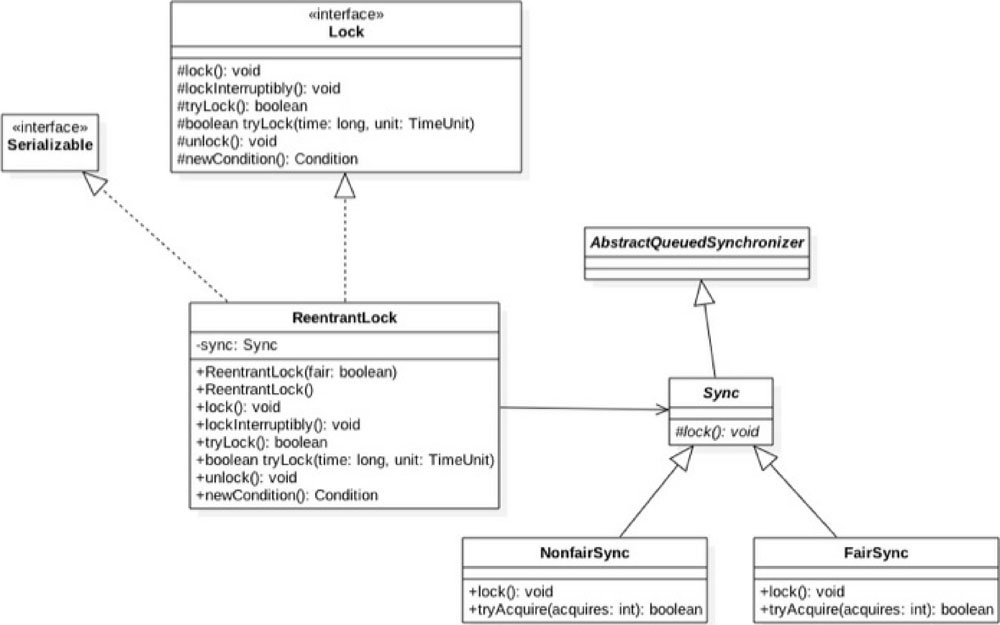 «interface»
Lock
#lock(): void
#lockInterruptibly(): void
#tryLock(): boolean
#boolean tryLock(time: long, unit: TimeUnit)
#unlock(): void
#newCondition(): Condition
«interface»
Serializable
AbstractQueuedSynchronizer
ReentrantLock
-sync: Sync
+ReentrantLock(fair: boolean)
+ReentrantLock()
+lock(): void
+lockInterruptibly(): void
+tryLock(): boolean
+boolean tryLock(time: long, unit: TimeUnit)
+unlock(): void
+newCondition(): Condition
Sync
#lock(): void
NonfairSync
+lock(): void
+tryAcquire(acquires: int): boolean
FairSync
+lock(): void
+tryAcquire(acquires: int): boolean